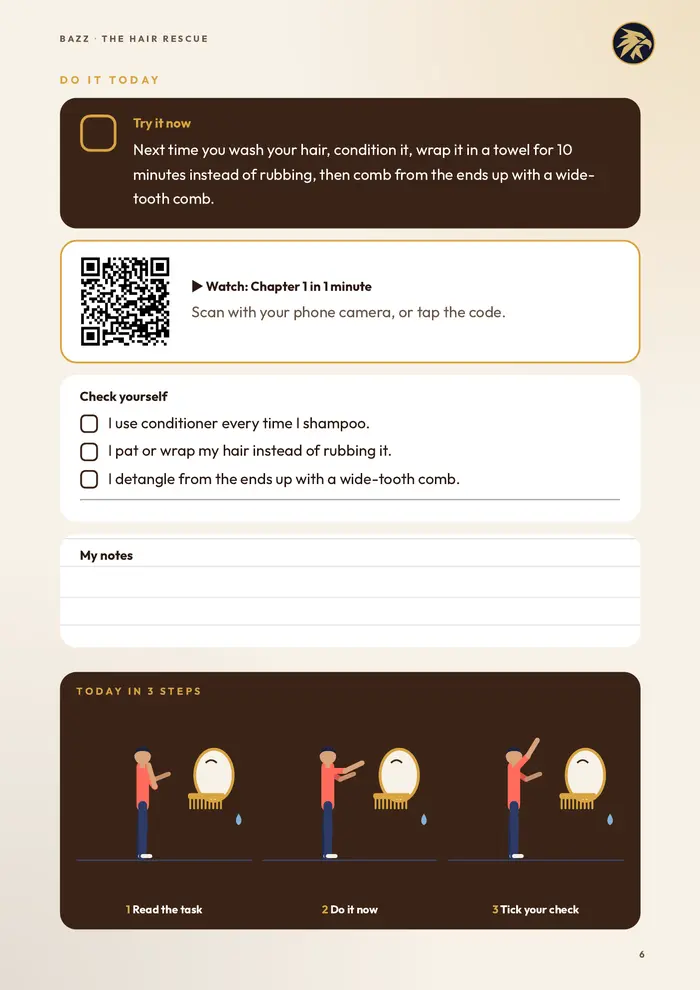 BAZZ · THE HAIR RESCUE
DO IT TODAY
Try it now
Next time you wash your hair, condition it, wrap it in a towel for 10
minutes instead of rubbing, then comb from the ends up with a wide-
tooth comb.
▶ Watch: Chapter 1 in 1 minute
Scan with your phone camera, or tap the code.
Check yourself
I use conditioner every time I shampoo.
I pat or wrap my hair instead of rubbing it.
I detangle from the ends up with a wide-tooth comb.
My notes
TODAY IN 3 STEPS
1 Read the task
2 Do it now
3 Tick your check
6